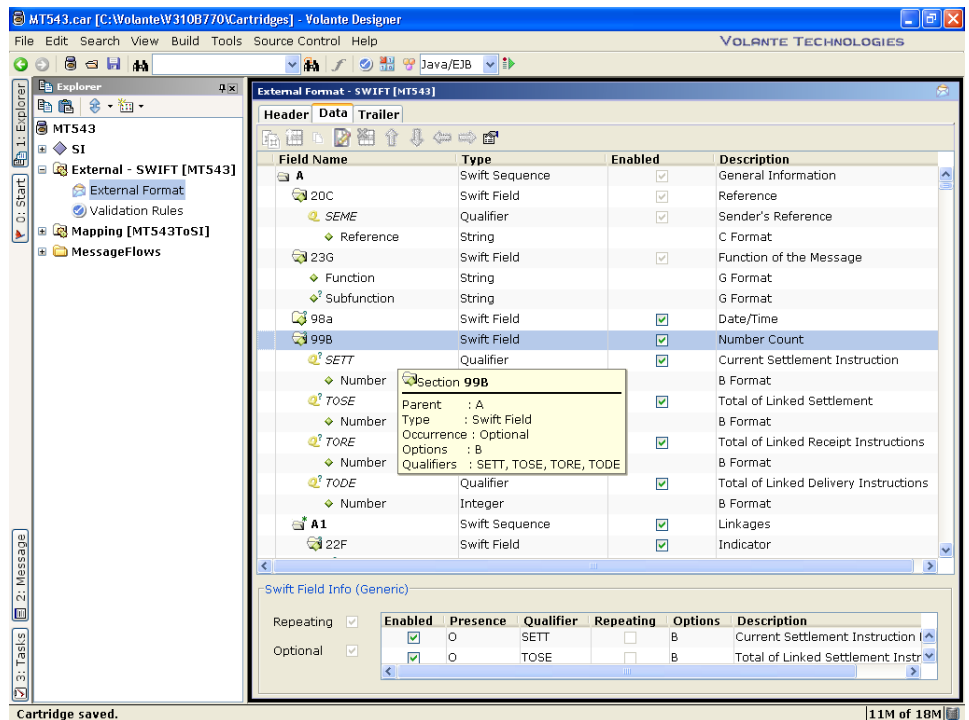 MT543.car [C:\Volante\V310B770\Cartridges] - Volante Designer
File Edit Search View Build Tools Source Control Help
VOLANTE TECHNOLOGIES
Java/EJB
1: Explorer
0: Start
2: Message
3: Tasks
Explorer
MT543
SI
External - SWIFT [MT543]
External Format
Validation Rules
Mapping [MT543ToSI]
MessageFlows
External Format - SWIFT [MT543]
Header Data Trailer
Field Name Type Enabled Description
A Swift Sequence General Information
20C Swift Field Reference
SEME Qualifier Sender's Reference
Reference String C Format
23G Swift Field Function of the Message
Function String G Format
Subfunction String G Format
98a Swift Field Date/Time
99B Swift Field Number Count
SETT Qualifier Current Settlement Instruction
Number B Format
TOSE Total of Linked Settlement
Number B Format
TORE Total of Linked Receipt Instructions
Number B Format
TODE Qualifier Total of Linked Delivery Instructions
Number Integer B Format
A1 Swift Sequence Linkages
22F Swift Field Indicator
Section 99B
Parent : A
Type : Swift Field
Occurrence : Optional
Options : B
Qualifiers : SETT, TOSE, TORE, TODE
Swift Field Info (Generic)
Repeating
Optional
Enabled Presence Qualifier Repeating Options Description
O SETT B Current Settlement Instruction
O TOSE B Total of Linked Settlement Instr
Cartridge saved.
11M of 18M